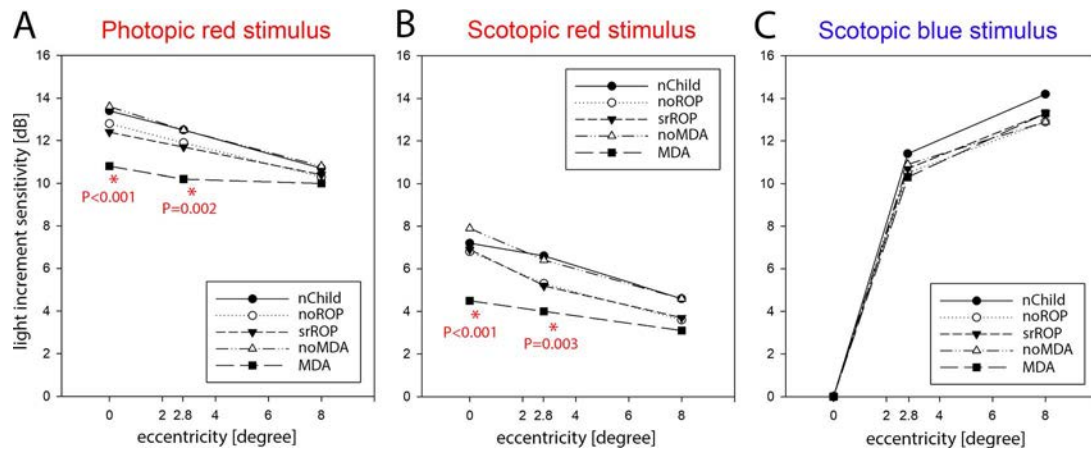 A
Photopic red stimulus
light increment sensitivity [dB]
16
14
12
10
8
6
4
2
0
*
P<0.001
*
P=0.002
nChild
noROP
srROP
noMDA
MDA
0 2 2.8 4 6 8
eccentricity [degree]
B
Scotopic red stimulus
16
14
12
10
8
6
4
2
0
nChild
noROP
srROP
noMDA
MDA
*
P<0.001
*
P=0.003
0 2 2.8 4 6 8
eccentricity [degree]
C
Scotopic blue stimulus
16
14
12
10
8
6
4
2
0
nChild
noROP
srROP
noMDA
MDA
0 2 2.8 4 6 8
eccentricity [degree]